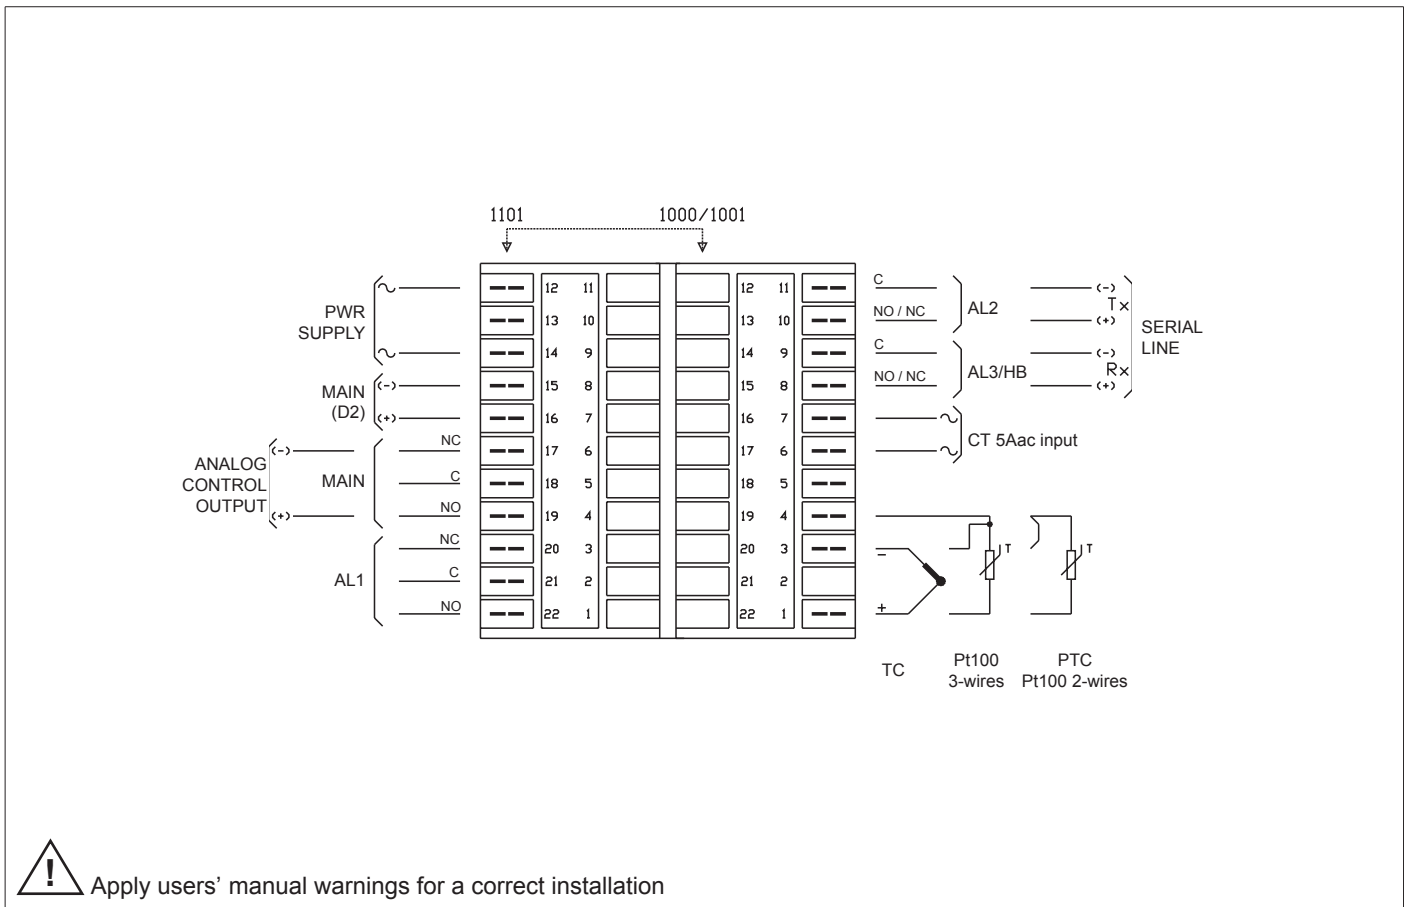 1101 1000/1001
PWR
SUPPLY
MAIN
(D2)
(-)
(+)
ANALOG
CONTROL
OUTPUT
(-)
(+)
MAIN
NC
C
NO
AL1
NC
C
NO
12 11
13 10
14 9
15 8
16 7
17 6
18 5
19 4
20 3
21 2
22 1
12 11
13 10
14 9
15 8
16 7
17 6
18 5
19 4
20 3
21 2
22 1
C
NO / NC
AL2
C
NO / NC
AL3/HB
(-)
Tx
(+)
(-)
Rx
(+)
SERIAL
LINE
CT 5Aac input
–
+
T
T
TC
Pt100
3-wires
PTC
Pt100 2-wires
! Apply users’ manual warnings for a correct installation